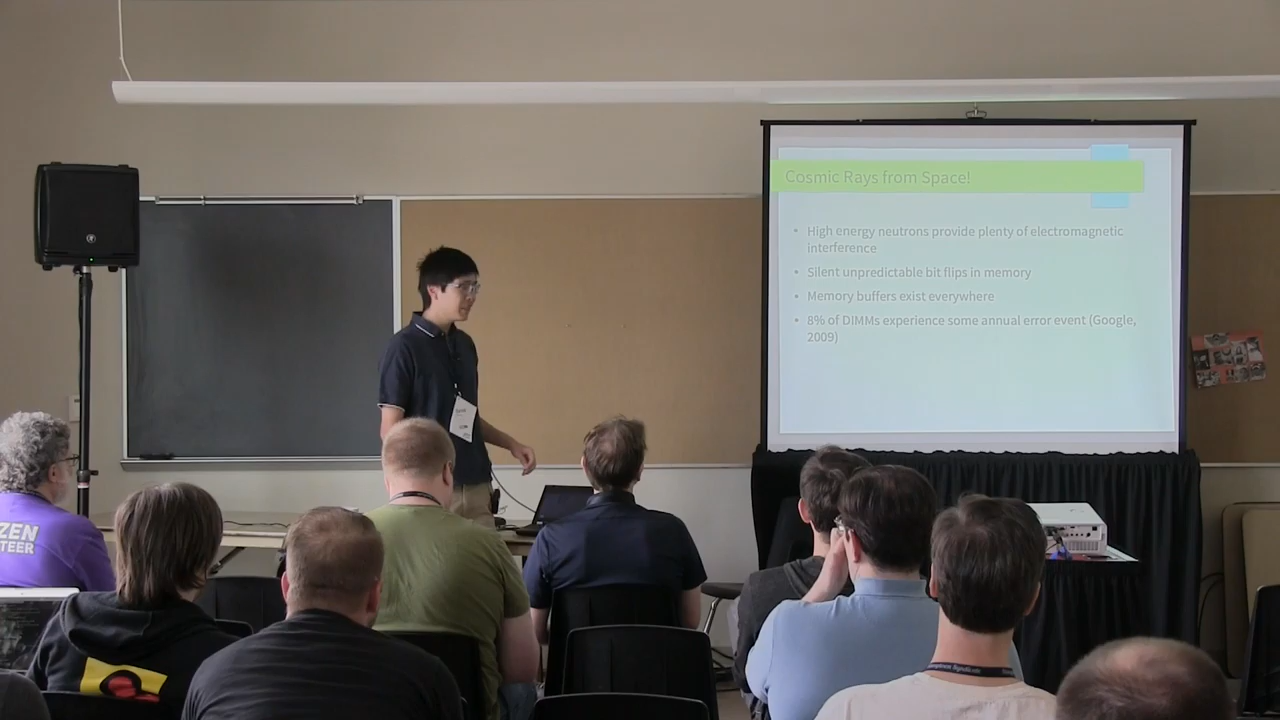 Cosmic Rays from Space!
• High energy neutrons provide plenty of electromagnetic
interference
• Silent unpredictable bit flips in memory
• Memory buffers exist everywhere
• 8% of DIMMs experience some annual error event (Google,
2009)
ZEN
TEER